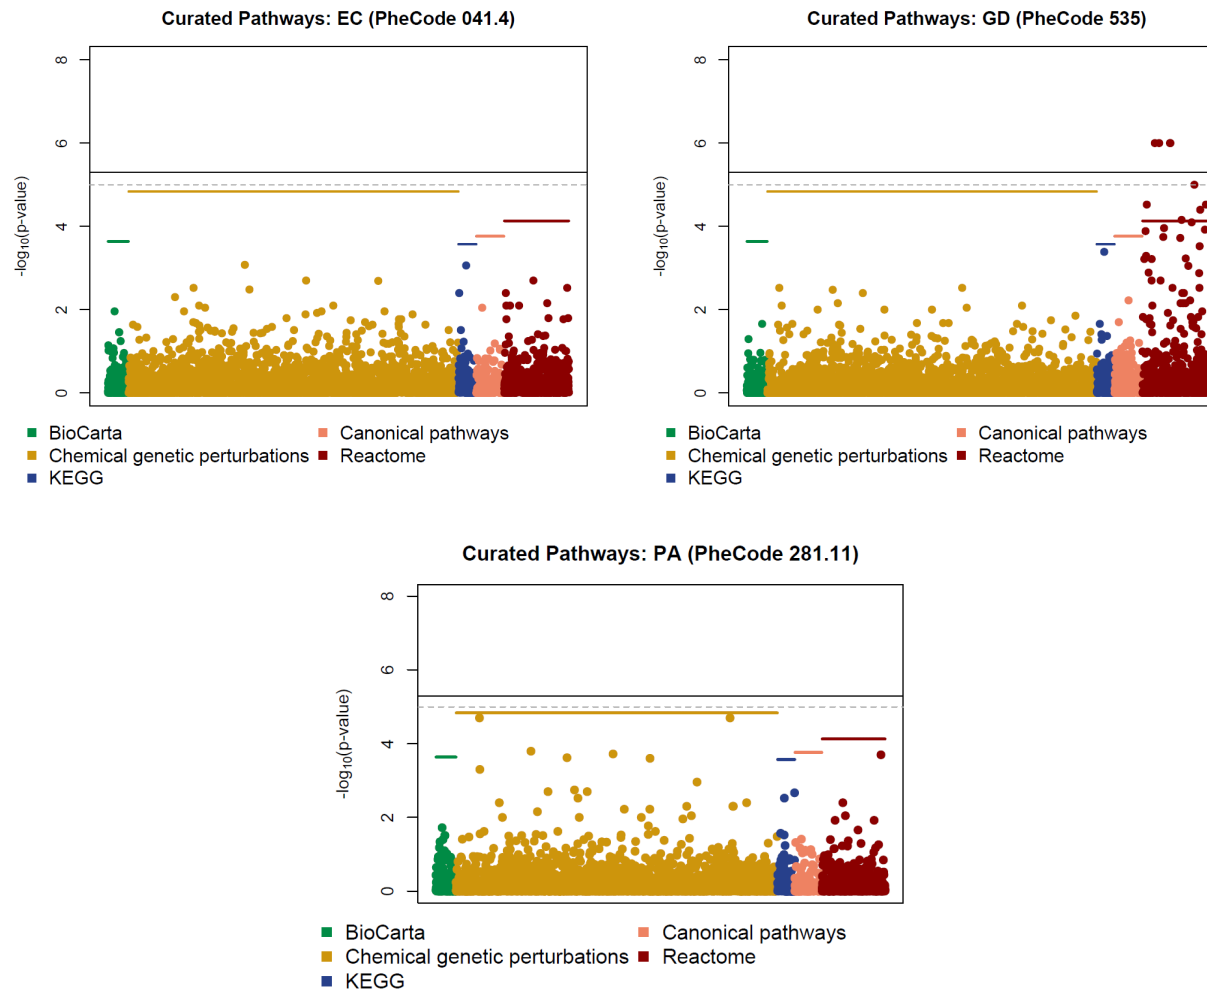 Curated Pathways: EC (PheCode 041.4)
8
6
4
2
0
-log10(p-value)
BioCarta
Canonical pathways
Chemical genetic perturbations
Reactome
KEGG
Curated Pathways: GD (PheCode 535)
8
6
4
2
0
-log10(p-value)
BioCarta
Canonical pathways
Chemical genetic perturbations
Reactome
KEGG
Curated Pathways: PA (PheCode 281.11)
8
6
4
2
0
-log10(p-value)
BioCarta
Canonical pathways
Chemical genetic perturbations
Reactome
KEGG